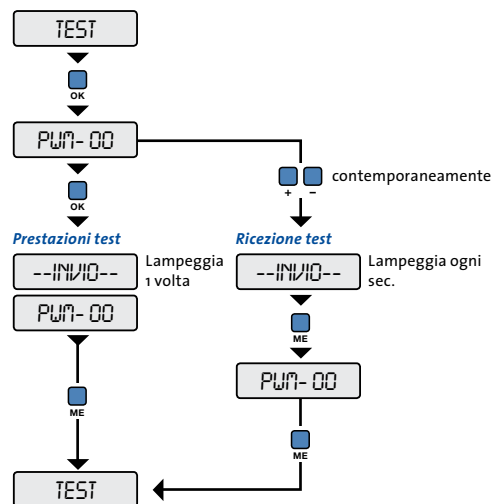 TEST
OK
PWM-00
OK
+ −
contemporaneamente
Prestazioni test
--INVIO--
Lampeggia
1 volta
PWM-00
ME
Ricezione test
--INVIO--
Lampeggia ogni
sec.
ME
PWM-00
ME
TEST